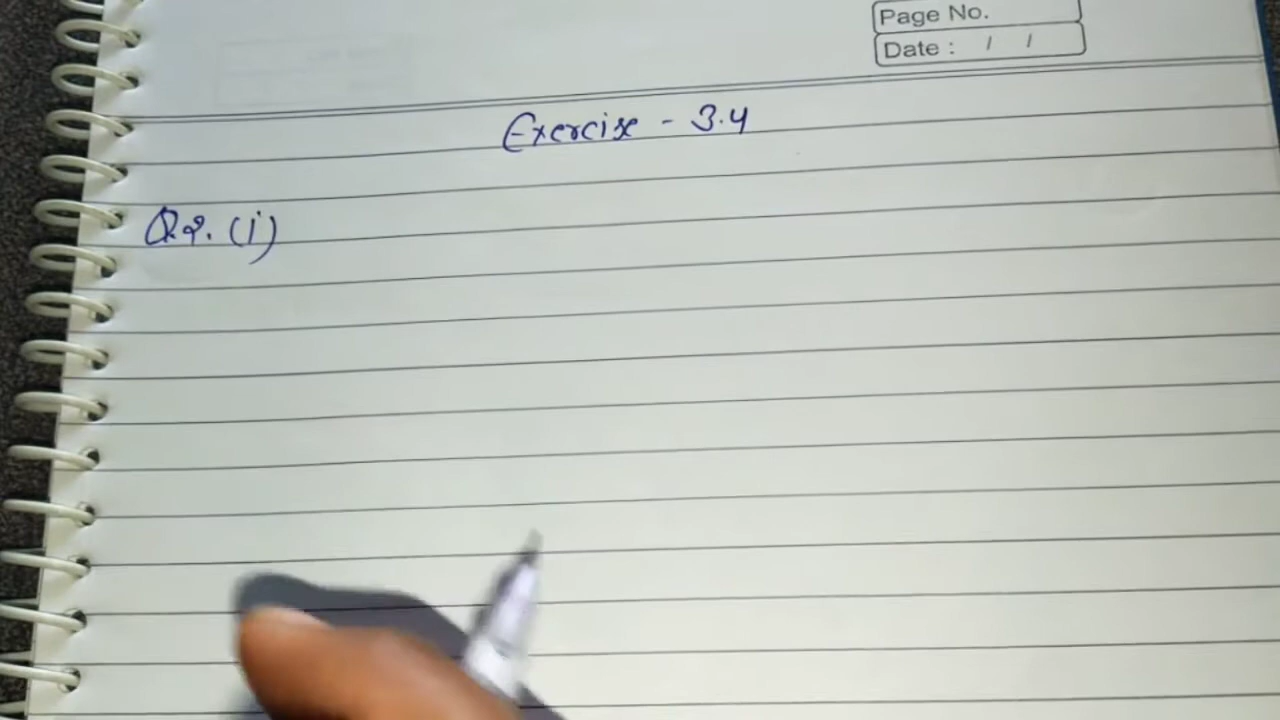 Page No.
Date : / /
Exercise - 3.4
Q2. (i)